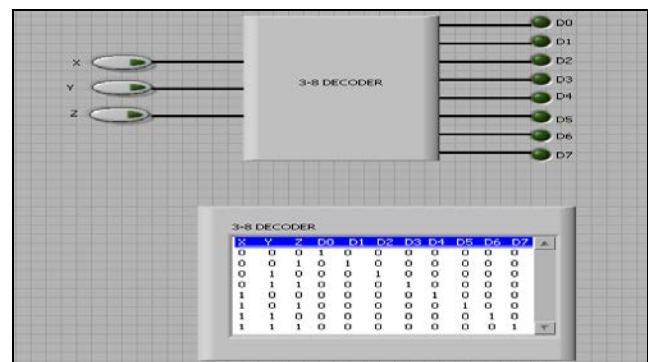 D0
D1
X D2
3-8 DECODER D3
Y D4
Z D5
D6
D7
3-8 DECODER
X Y Z D0 D1 D2 D3 D4 D5 D6 D7
0 0 0 1 0 0 0 0 0 0 0
0 0 1 0 1 0 0 0 0 0 0
0 1 0 0 0 1 0 0 0 0 0
0 1 1 0 0 0 1 0 0 0 0
1 0 0 0 0 0 0 1 0 0 0
1 0 1 0 0 0 0 0 1 0 0
1 1 0 0 0 0 0 0 0 1 0
1 1 1 0 0 0 0 0 0 0 1